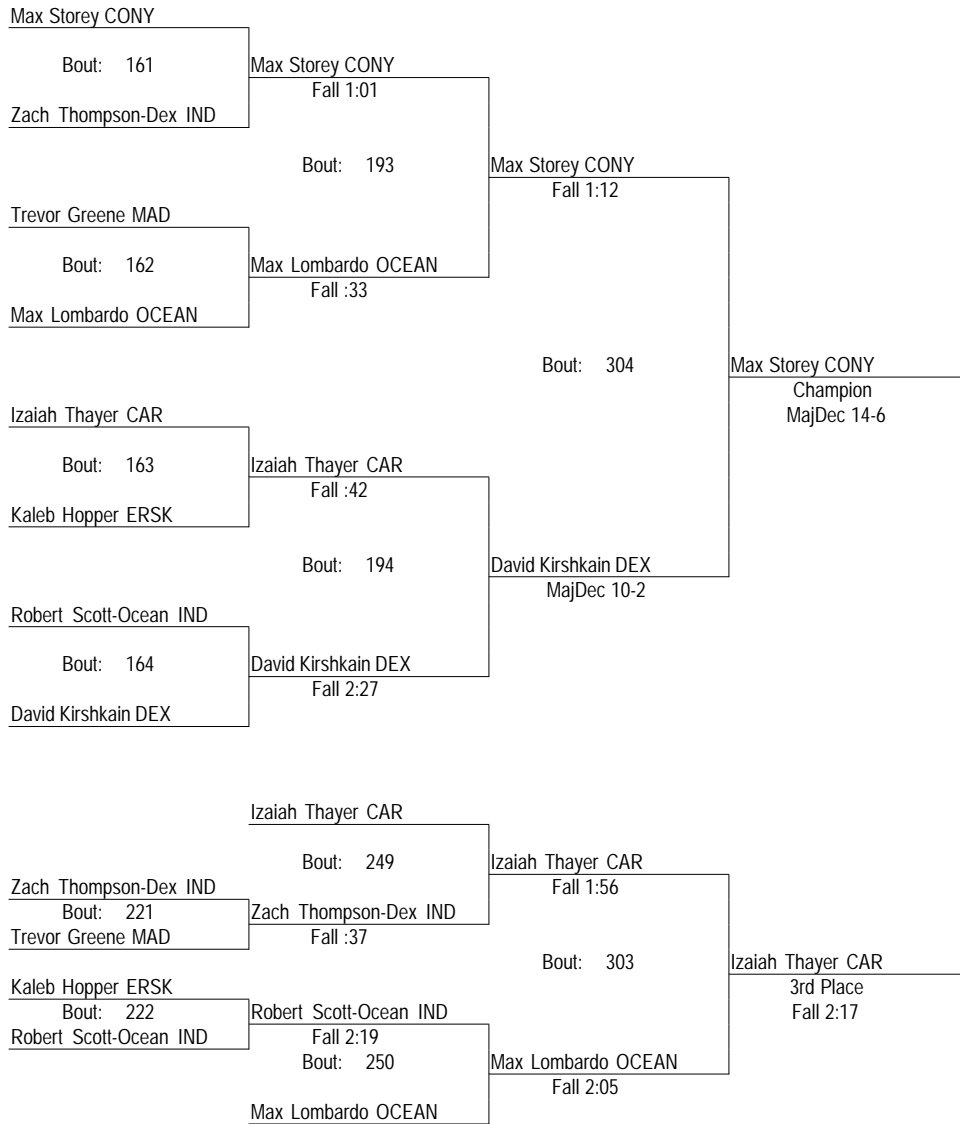 Max Storey CONY
Bout: 161
Max Storey CONY
Fall 1:01
Zach Thompson-Dex IND
Bout: 193
Max Storey CONY
Fall 1:12
Trevor Greene MAD
Bout: 162
Max Lombardo OCEAN
Fall :33
Max Lombardo OCEAN
Bout: 304
Max Storey CONY
Champion
MajDec 14-6
Izaiah Thayer CAR
Bout: 163
Izaiah Thayer CAR
Fall :42
Kaleb Hopper ERSK
Bout: 194
David Kirshkain DEX
MajDec 10-2
Robert Scott-Ocean IND
Bout: 164
David Kirshkain DEX
Fall 2:27
David Kirshkain DEX
Izaiah Thayer CAR
Bout: 249
Izaiah Thayer CAR
Fall 1:56
Zach Thompson-Dex IND
Bout: 221
Zach Thompson-Dex IND
Fall :37
Trevor Greene MAD
Bout: 303
Izaiah Thayer CAR
3rd Place
Fall 2:17
Kaleb Hopper ERSK
Bout: 222
Robert Scott-Ocean IND
Fall 2:19
Robert Scott-Ocean IND
Bout: 250
Max Lombardo OCEAN
Fall 2:05
Max Lombardo OCEAN